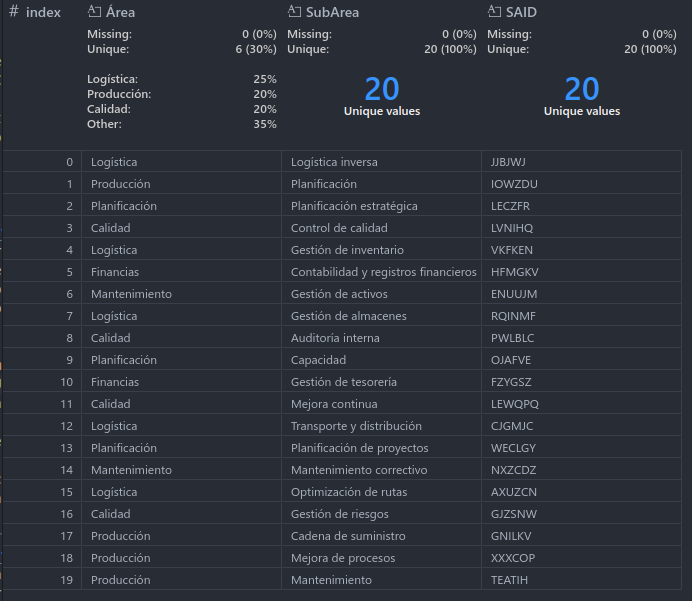 # index Área SubArea SAID
Missing: 0 (0%) Missing: 0 (0%) Missing: 0 (0%)
Unique: 6 (30%) Unique: 20 (100%) Unique: 20 (100%)
Logística: 25%
Producción: 20%
Calidad: 20%
Other: 35%
20 20
Unique values Unique values
0 Logística Logística inversa JJBJWJ
1 Producción Planificación IOWZDU
2 Planificación Planificación estratégica LECZFR
3 Calidad Control de calidad LVNIHQ
4 Logística Gestión de inventario VKFKEN
5 Financias Contabilidad y registros financieros HFMGKV
6 Mantenimiento Gestión de activos ENUUJM
7 Logística Gestión de almacenes RQINMF
8 Calidad Auditoría interna PWLBLC
9 Planificación Capacidad OJAFVE
10 Financias Gestión de tesorería FZYGSZ
11 Calidad Mejora continua LEWQPQ
12 Logística Transporte y distribución CJGMJC
13 Planificación Planificación de proyectos WECLGY
14 Mantenimiento Mantenimiento correctivo NXZCDZ
15 Logística Optimización de rutas AXUZCN
16 Calidad Gestión de riesgos GJZSNW
17 Producción Cadena de suministro GNILKV
18 Producción Mejora de procesos XXXCOP
19 Producción Mantenimiento TEATIH